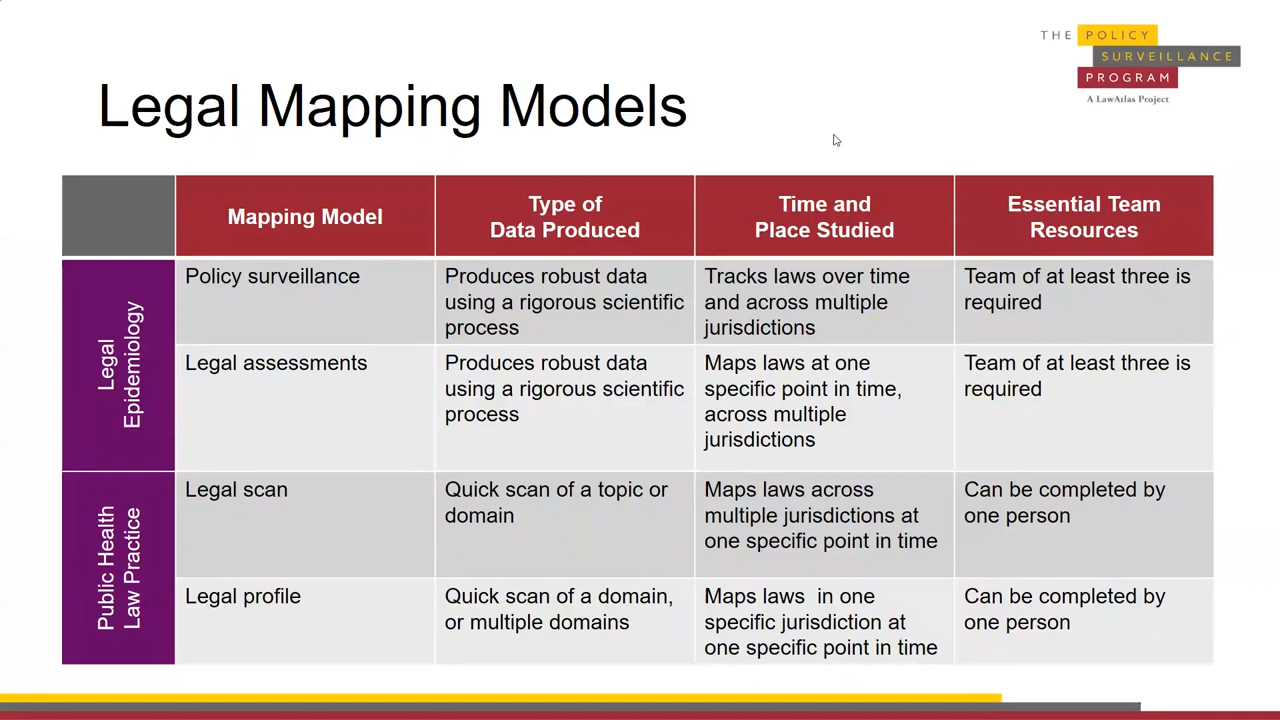 THE POLICY
SURVEILLANCE
PROGRAM
A LawAtlas Project
Legal Mapping Models
Mapping Model
Type of
Data Produced
Time and
Place Studied
Essential Team
Resources
Legal
Epidemiology
Policy surveillance
Produces robust data
using a rigorous scientific
process
Tracks laws over time
and across multiple
jurisdictions
Team of at least three is
required
Legal assessments
Produces robust data
using a rigorous scientific
process
Maps laws at one
specific point in time,
across multiple
jurisdictions
Team of at least three is
required
Public Health
Law Practice
Legal scan
Quick scan of a topic or
domain
Maps laws across
multiple jurisdictions at
one specific point in time
Can be completed by
one person
Legal profile
Quick scan of a domain,
or multiple domains
Maps laws  in one
specific jurisdiction at
one specific point in time
Can be completed by
one person